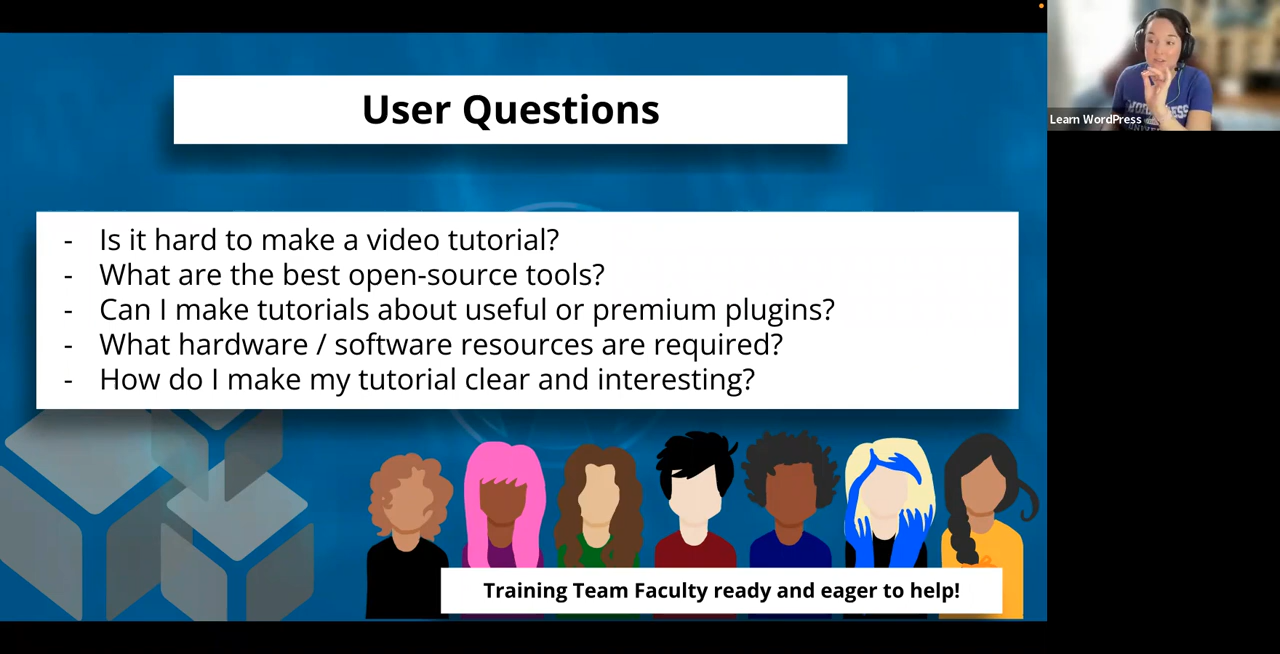 User Questions
- Is it hard to make a video tutorial?
- What are the best open-source tools?
- Can I make tutorials about useful or premium plugins?
- What hardware / software resources are required?
- How do I make my tutorial clear and interesting?
Training Team Faculty ready and eager to help!
Learn WordPress